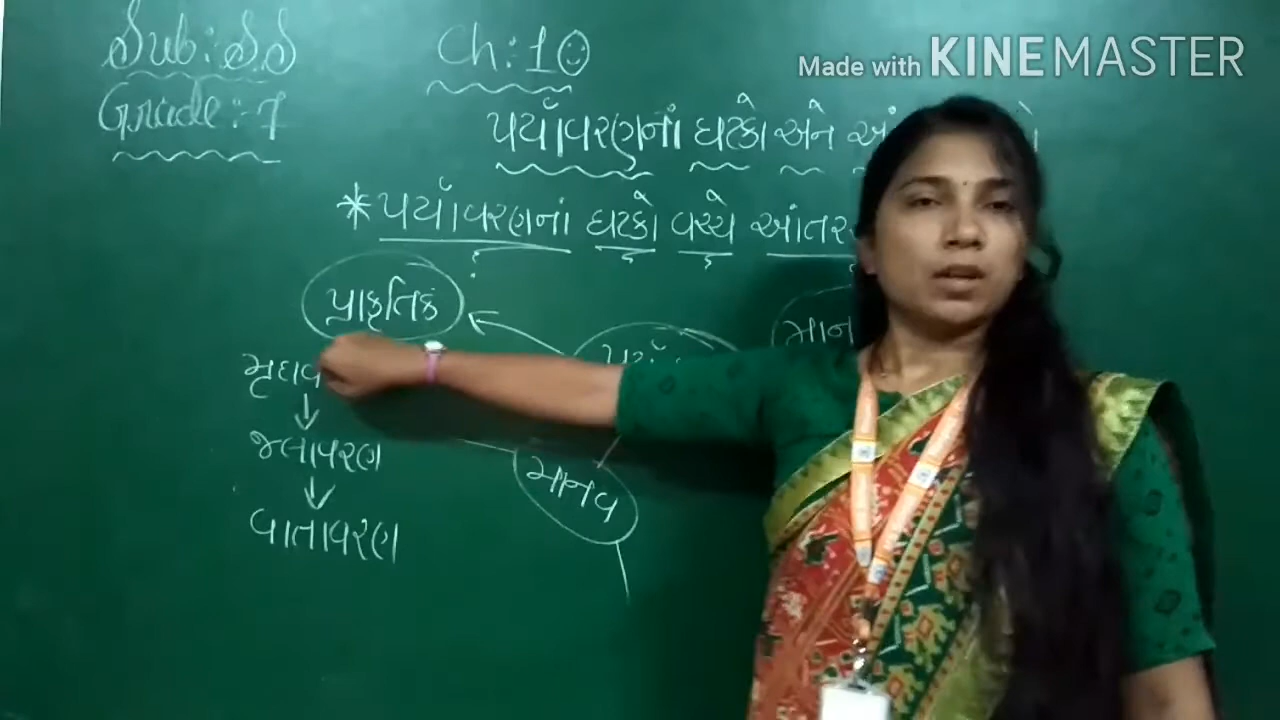 Sub: S.S
Ch: 10
Made with KINEMASTER
Grade:- 7
પર્યાવરણનાં ઘટકો અને
*પર્યાવરણનાં ઘટકો વચ્ચે
પ્રાકૃતિક
જલાવરણ
માનવ
વાતાવરણ